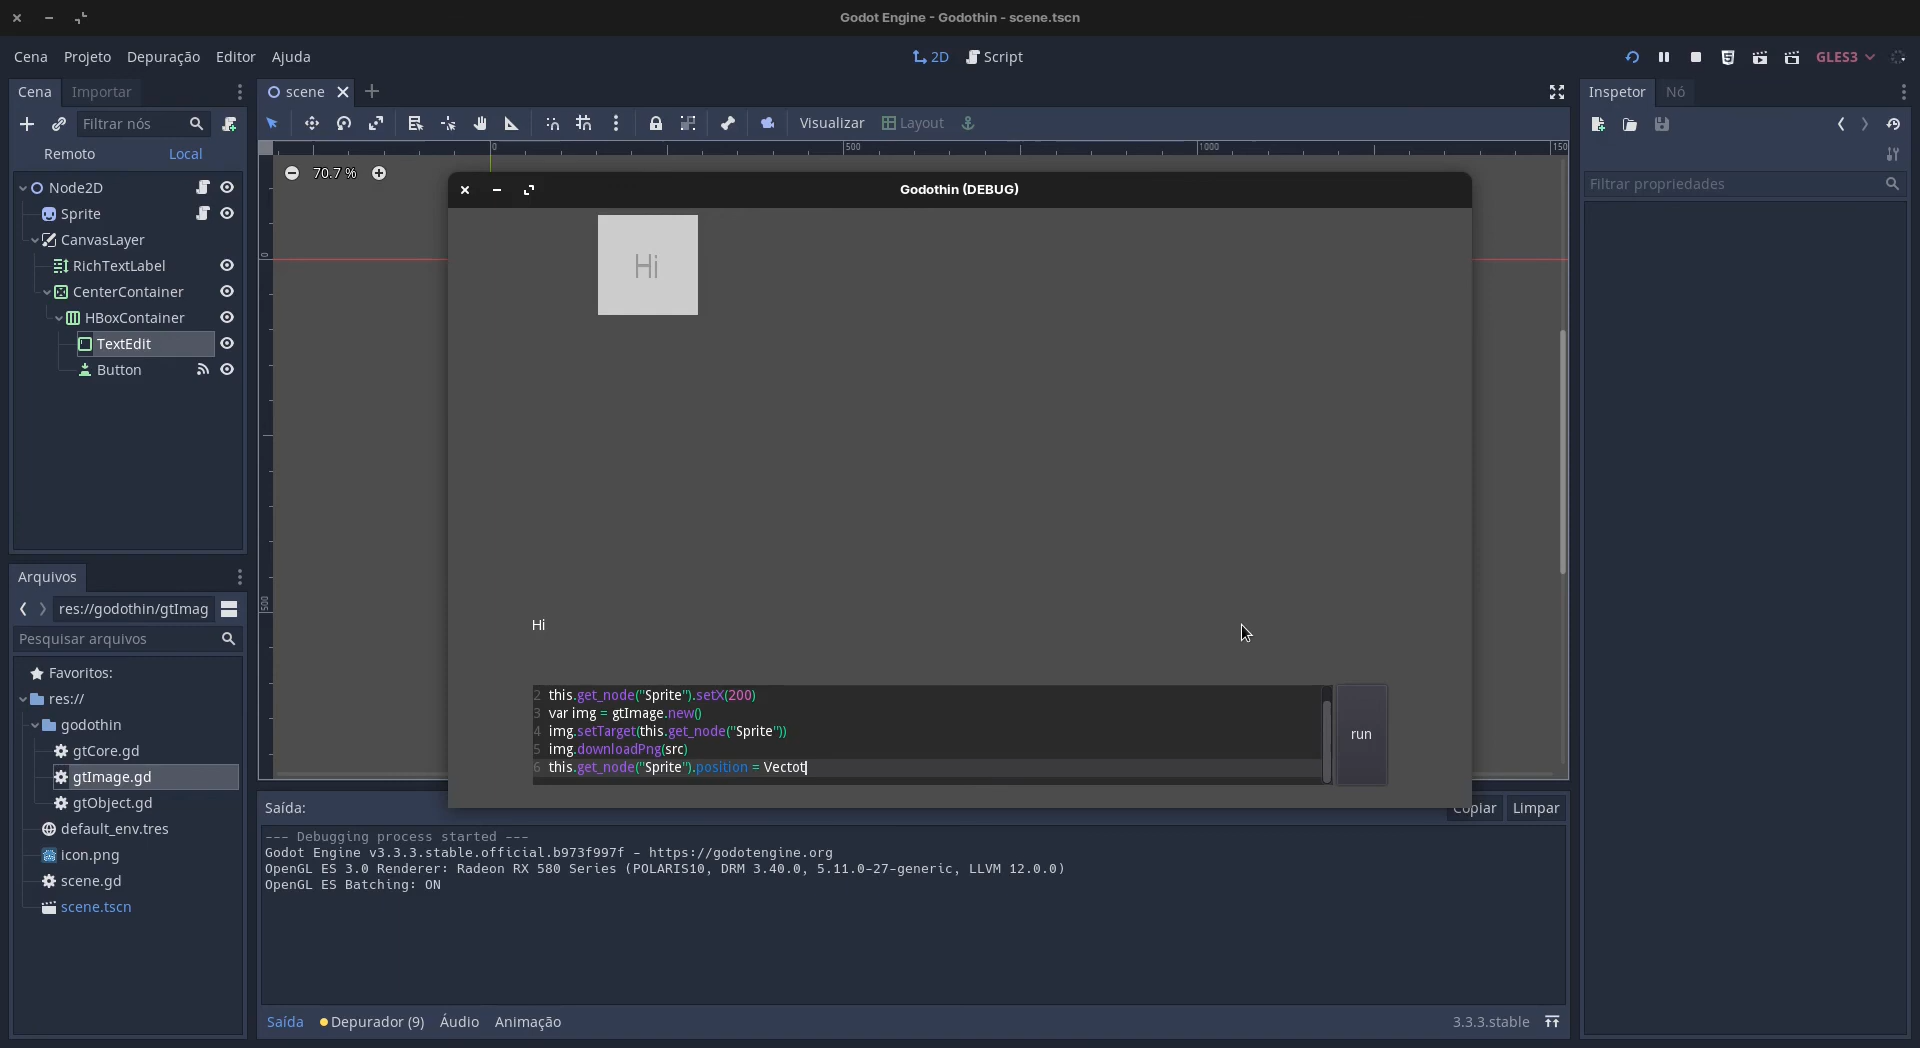 Godot Engine - Godothin - scene.tscn
Cena Projeto Depuração Editor Ajuda
2D Script
GLES3
Cena Importar
scene
Inspetor Nó
Filtrar nós
Visualizar Layout
Remoto Local
0 500 1000 150
70.7 %
Filtrar propriedades
Node2D
Sprite
CanvasLayer
RichTextLabel
CenterContainer
HBoxContainer
TextEdit
Button
0
500
Godothin (DEBUG)
Hi
Hi
2 this.get_node("Sprite").setX(200)
3 var img = gtImage.new()
4 img.setTarget(this.get_node("Sprite"))
5 img.downloadPng(src)
6 this.get_node("Sprite").position = Vectot
run
Arquivos
res://godothin/gtImag
Pesquisar arquivos
Favoritos:
res://
godothin
gtCore.gd
gtImage.gd
gtObject.gd
default_env.tres
icon.png
scene.gd
scene.tscn
Saída:
Copiar Limpar
--- Debugging process started ---
Godot Engine v3.3.3.stable.official.b973f997f - https://godotengine.org
OpenGL ES 3.0 Renderer: Radeon RX 580 Series (POLARIS10, DRM 3.40.0, 5.11.0-27-generic, LLVM 12.0.0)
OpenGL ES Batching: ON
Saída Depurador (9) Áudio Animação
3.3.3.stable